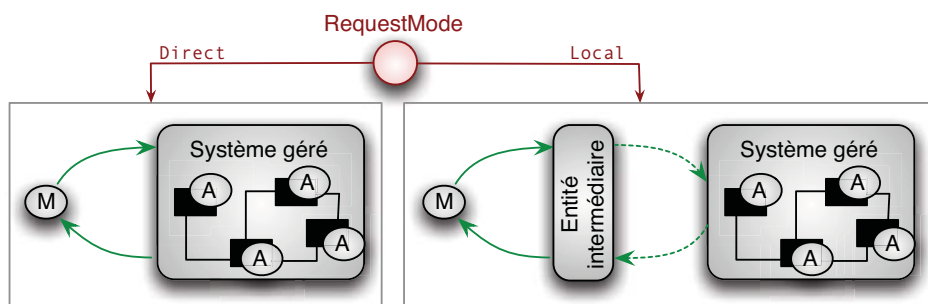 RequestMode
Direct
Local
Système géré
M
A
A
A
A
Entité
intermédiaire
Système géré
M
A
A
A
A